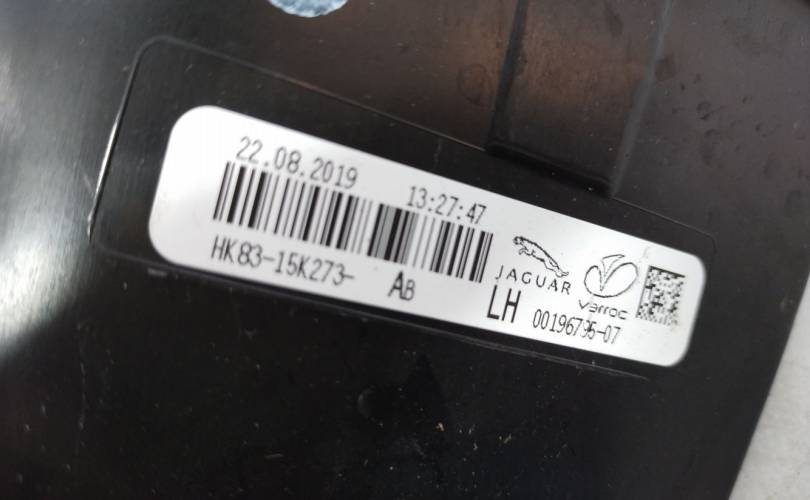 22.08.2019 13:27:47
HK83-15K273- AB
JAGUAR
varroc
LH 00196795-07